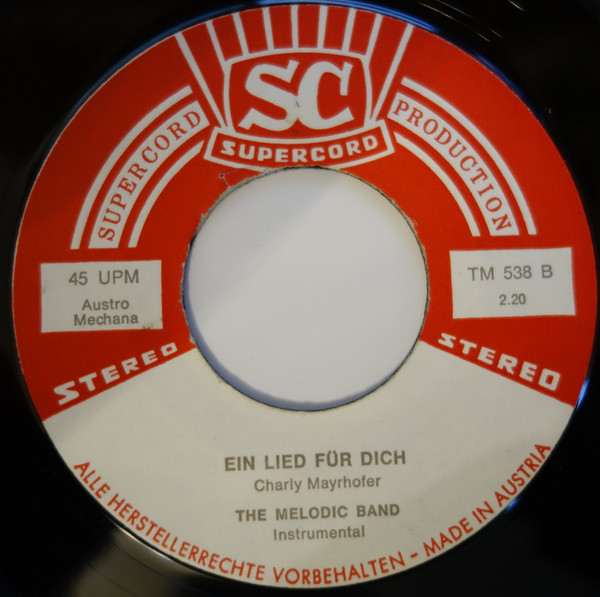 SC
SUPERCORD
SUPERCORD
PRODUCTION
45 UPM
Austro
Mechana
TM 538 B
2.20
STEREO
STEREO
EIN LIED FÜR DICH
Charly Mayrhofer
THE MELODIC BAND
Instrumental
ALLE HERSTELLERRECHTE VORBEHALTEN - MADE IN AUSTRIA